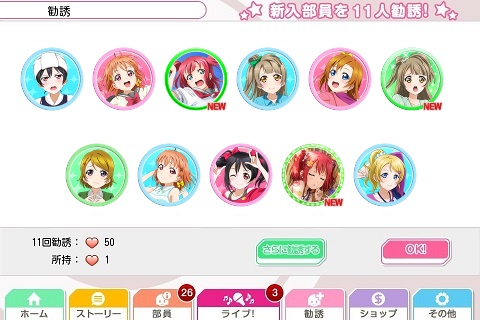 勧誘
新入部員を11人勧誘!
NEW
NEW
NEW
11回勧誘: 50
所持: 1
さらに勧誘する
OK!
26
3
ホーム
ストーリー
部員
ライブ!
勧誘
ショップ
その他